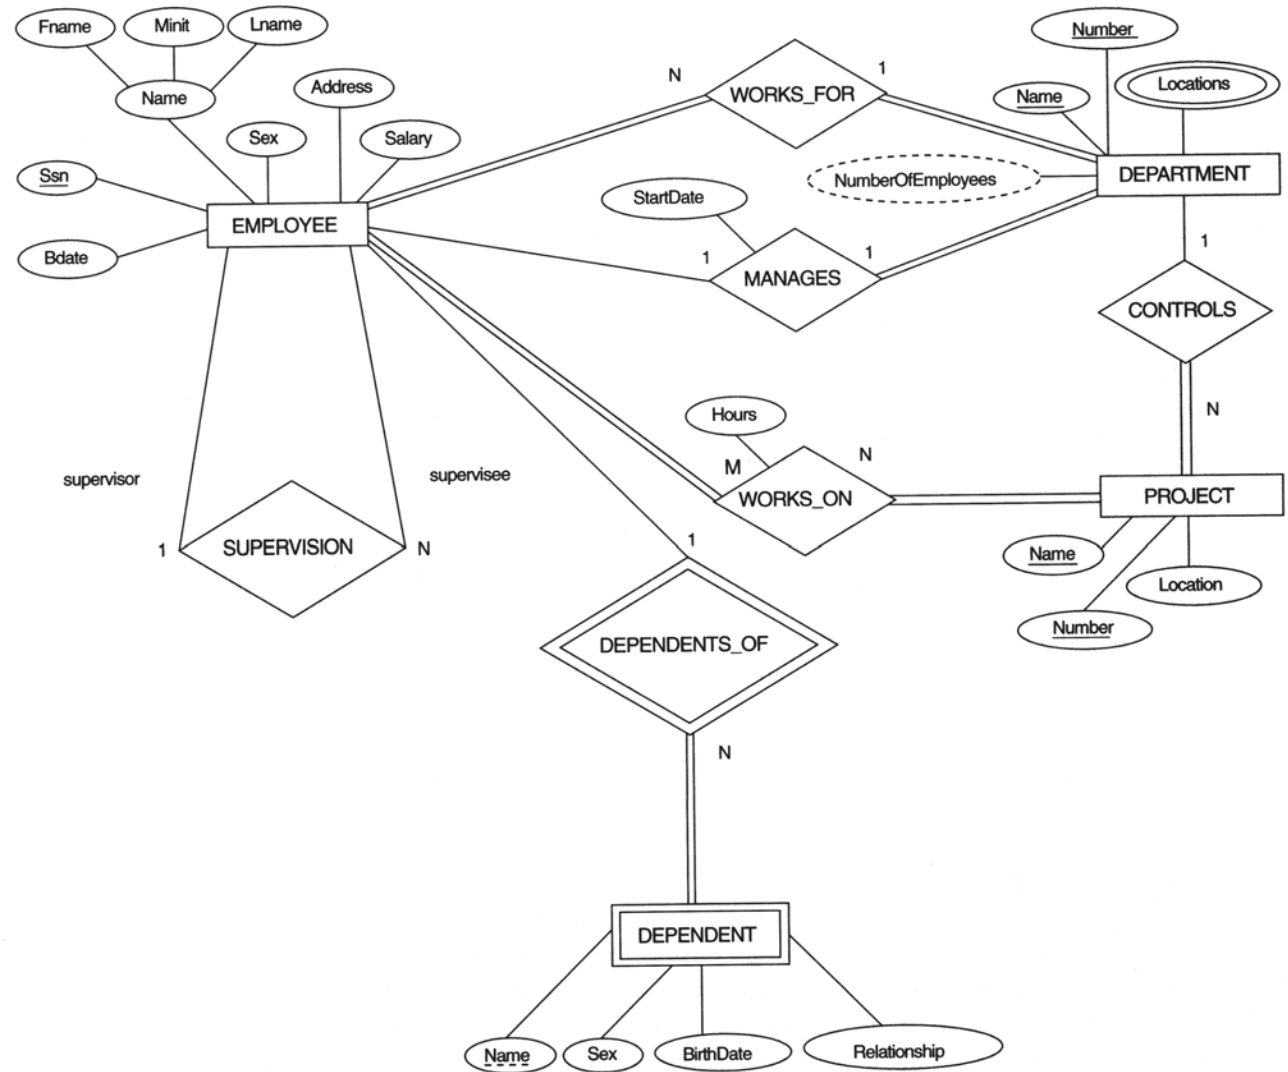 Fname
Minit
Lname
Number
Name
Address
N
1
WORKS_FOR
Name
Locations
Sex
Salary
Ssn
NumberOfEmployees
DEPARTMENT
StartDate
EMPLOYEE
Bdate
1
1
1
MANAGES
CONTROLS
Hours
N
M
N
supervisor
supervisee
WORKS_ON
PROJECT
1
SUPERVISION
N
1
Name
Location
Number
DEPENDENTS_OF
N
DEPENDENT
Name
Sex
BirthDate
Relationship